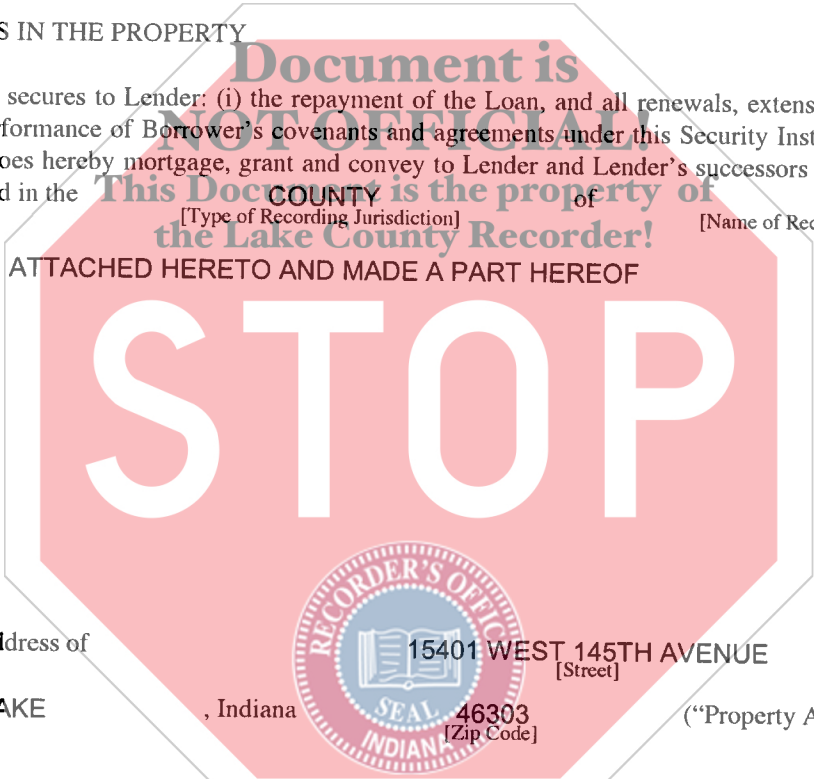 S IN THE PROPERTY
Document is
secures to Lender: (i) the repayment of the Loan, and all renewals, extens
NOT OFFICIAL!
rformance of Borrower's covenants and agreements under this Security Inst
oes hereby mortgage, grant and convey to Lender and Lender's successors
d in the COUNTY of
This Document is the property of
[Type of Recording Jurisdiction] [Name of Rec
the Lake County Recorder!
ATTACHED HERETO AND MADE A PART HEREOF
STOP
RECORDER'S OFFICE
dress of 15401 WEST 145TH AVENUE
[Street]
AKE , Indiana 46303 ("Property A
[Zip Code]
SEAL
INDIANA